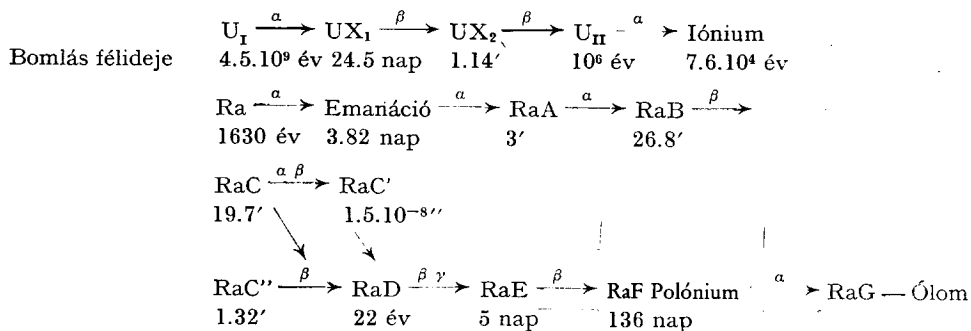 U_I α UX₁ β UX₂ β U_II α Iónium
Bomlás félideje
4.5.10⁹ év 24.5 nap 1.14′ 10⁶ év 7.6.10⁴ év
Ra α Emanáció α RaA α RaB β
1630 év 3.82 nap 3′ 26.8′
RaC α β RaC'
19.7′ 1.5.10⁻⁸′′
RaC'' β RaD β γ RaE β RaF Polónium α RaG — Ólom
1.32′ 22 év 5 nap 136 nap